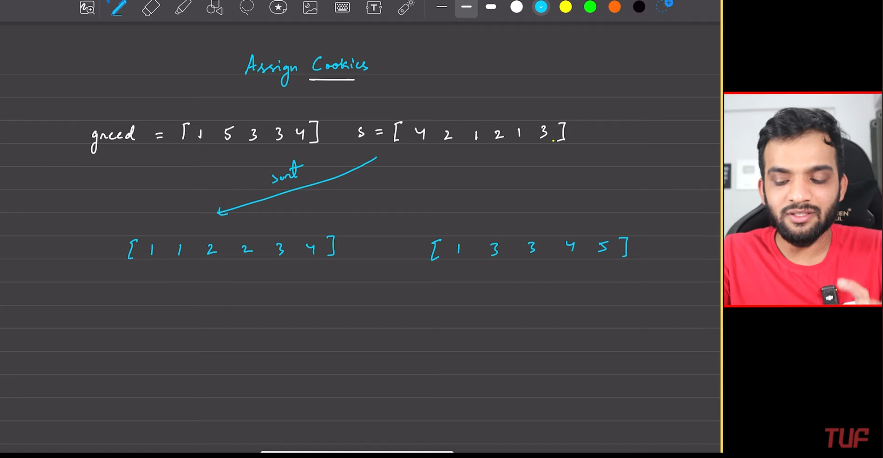 Assign Cookies
greed = [ 1 5 3 3 4 ] s = [ 4 2 1 2 1 3 ]
sort
[ 1 1 2 2 3 4 ] [ 1 3 3 4 5 ]
TUF